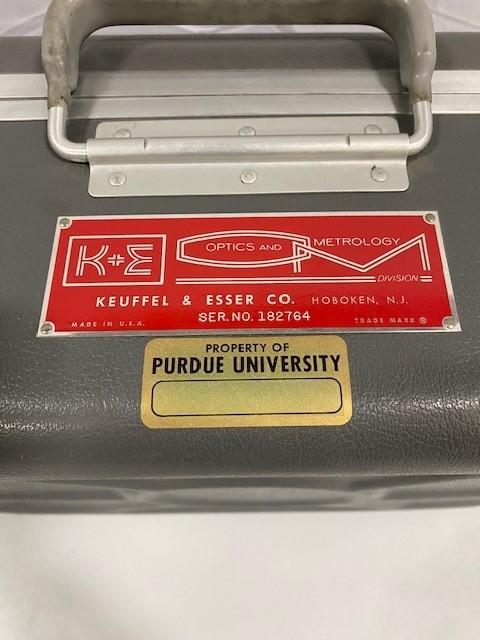 K+E OPTICS AND METROLOGY
DIVISION
KEUFFEL & ESSER CO. HOBOKEN, N.J.
SER. NO. 182764
MADE IN U.S.A. TRADE MARK ®
PROPERTY OF
PURDUE UNIVERSITY